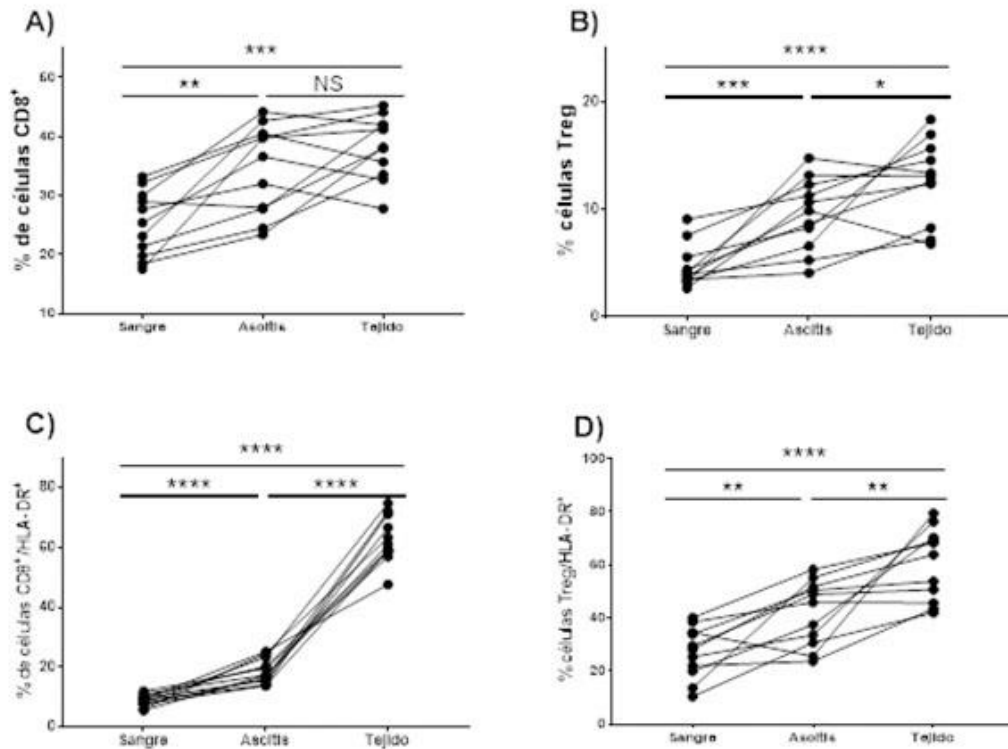 A)
***
**
NS
% de células CD8⁺
60
40
30
20
10
Sangre
Ascitis
Tejido
B)
****
***
*
% células Treg
20
10
0
Sangre
Ascitis
Tejido
C)
****
****
****
% de células CD8⁺/HLA-DR⁺
80
60
40
20
0
Sangre
Ascitis
Tejido
D)
****
**
**
% células Treg/HLA-DR⁺
100
80
60
40
20
0
Sangre
Ascitis
Tejido